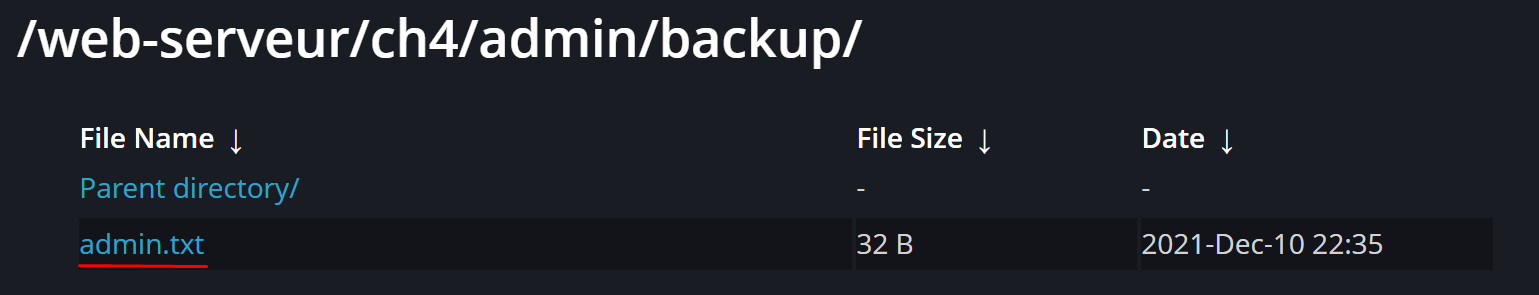 /web-serveur/ch4/admin/backup/
File Name ↓ File Size ↓ Date ↓
Parent directory/ - -
admin.txt 32 B 2021-Dec-10 22:35